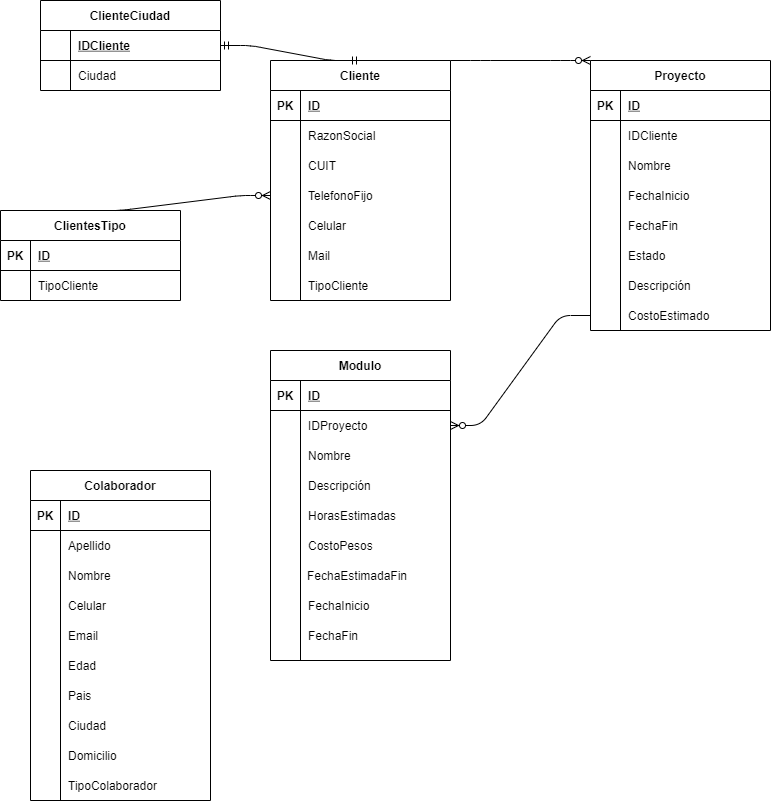 ClienteCiudad
IDCliente
Ciudad
Cliente
PK ID
RazonSocial
CUIT
TelefonoFijo
Celular
Mail
TipoCliente
Proyecto
PK ID
IDCliente
Nombre
FechaInicio
FechaFin
Estado
Descripción
CostoEstimado
ClientesTipo
PK ID
TipoCliente
Modulo
PK ID
IDProyecto
Nombre
Descripción
HorasEstimadas
CostoPesos
FechaEstimadaFin
FechaInicio
FechaFin
Colaborador
PK ID
Apellido
Nombre
Celular
Email
Edad
Pais
Ciudad
Domicilio
TipoColaborador